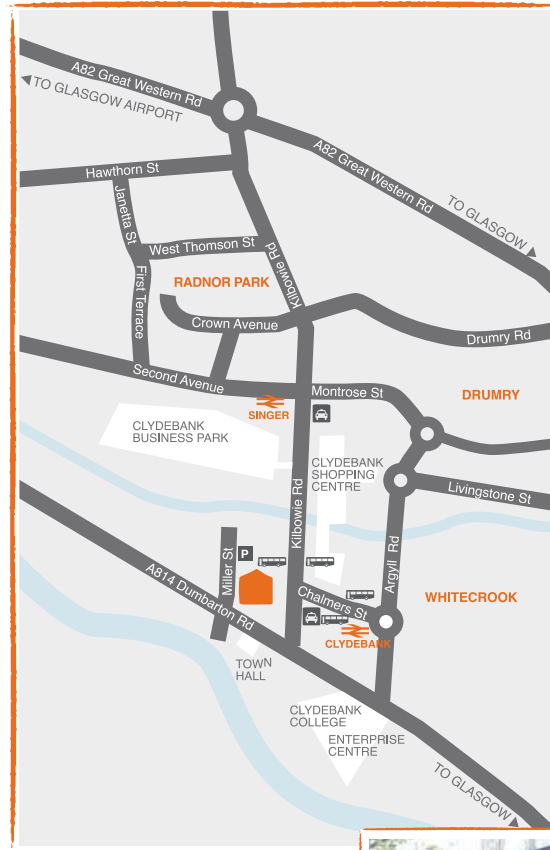 A82 Great Western Rd
TO GLASGOW AIRPORT
A82 Great Western Rd
TO GLASGOW
Hawthorn St
Janetta St
West Thomson St
Kilbowie Rd
First Terrace
RADNOR PARK
Crown Avenue
Drumry Rd
Second Avenue
Montrose St
DRUMRY
SINGER
CLYDEBANK
BUSINESS PARK
CLYDEBANK
SHOPPING
CENTRE
Livingstone St
Kilbowie Rd
Argyll Rd
Miller St
P
A814 Dumbarton Rd
Chalmers St
WHITECROOK
CLYDEBANK
TOWN
HALL
CLYDEBANK
COLLEGE
ENTERPRISE
CENTRE
TO GLASGOW